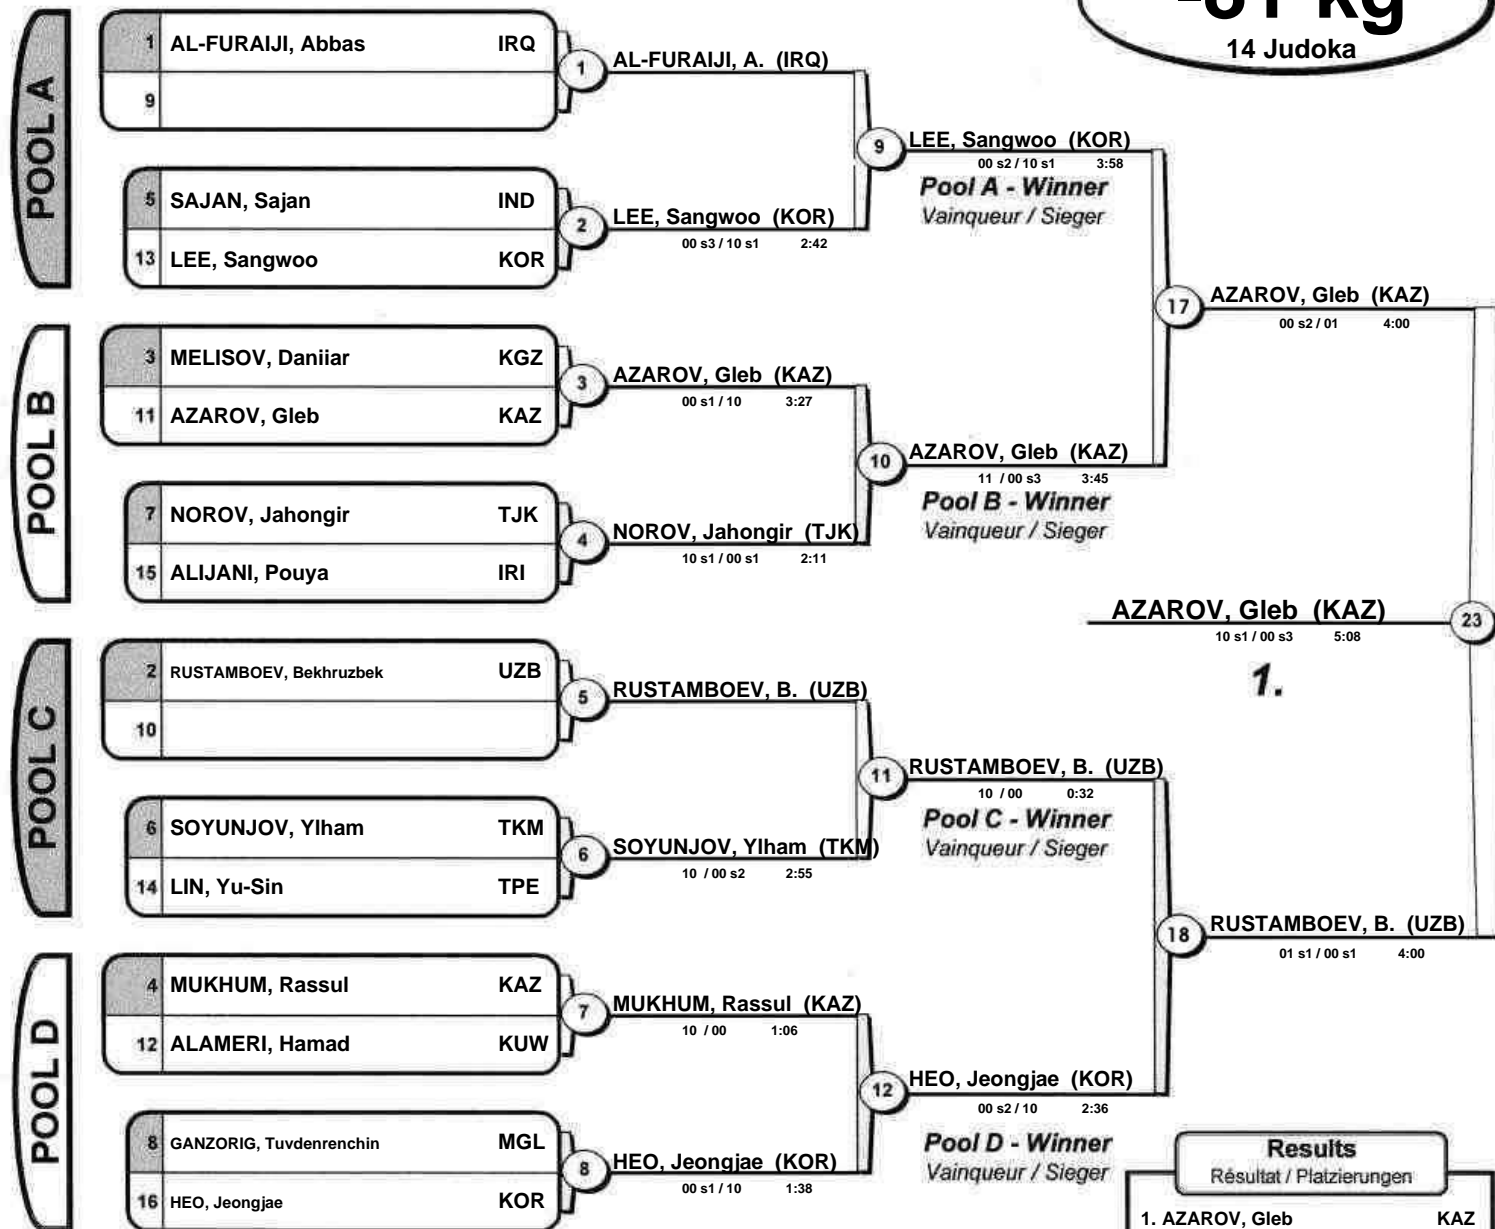 -81 kg
14 Judoka
POOL A
1 AL-FURAIJI, Abbas IRQ
9
1
AL-FURAIJI, A. (IRQ)
5 SAJAN, Sajan IND
13 LEE, Sangwoo KOR
2
LEE, Sangwoo (KOR)
00 s3 / 10 s1 2:42
9
LEE, Sangwoo (KOR)
00 s2 / 10 s1 3:58
Pool A - Winner
Vainqueur / Sieger
POOL B
3 MELISOV, Daniiar KGZ
11 AZAROV, Gleb KAZ
3
AZAROV, Gleb (KAZ)
00 s1 / 10 3:27
7 NOROV, Jahongir TJK
15 ALIJANI, Pouya IRI
4
NOROV, Jahongir (TJK)
10 s1 / 00 s1 2:11
10
AZAROV, Gleb (KAZ)
11 / 00 s3 3:45
Pool B - Winner
Vainqueur / Sieger
17
AZAROV, Gleb (KAZ)
00 s2 / 01 4:00
AZAROV, Gleb (KAZ)
10 s1 / 00 s3 5:08
23
1.
POOL C
2 RUSTAMBOEV, Bekhruzbek UZB
10
5
RUSTAMBOEV, B. (UZB)
6 SOYUNJOV, Ylham TKM
14 LIN, Yu-Sin TPE
6
SOYUNJOV, Ylham (TKM)
10 / 00 s2 2:55
11
RUSTAMBOEV, B. (UZB)
10 / 00 0:32
Pool C - Winner
Vainqueur / Sieger
POOL D
4 MUKHUM, Rassul KAZ
12 ALAMERI, Hamad KUW
7
MUKHUM, Rassul (KAZ)
10 / 00 1:06
8 GANZORIG, Tuvdenrenchin MGL
16 HEO, Jeongjae KOR
8
HEO, Jeongjae (KOR)
00 s1 / 10 1:38
12
HEO, Jeongjae (KOR)
00 s2 / 10 2:36
Pool D - Winner
Vainqueur / Sieger
18
RUSTAMBOEV, B. (UZB)
01 s1 / 00 s1 4:00
Results
Résultat / Platzierungen
1. AZAROV, Gleb KAZ